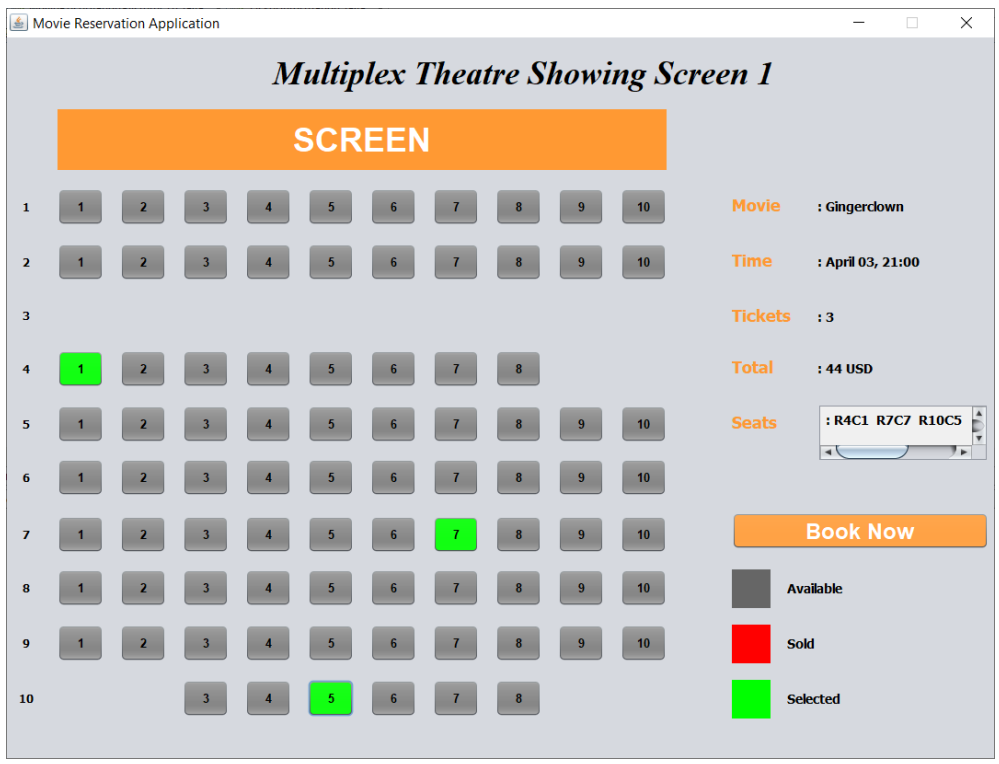 Movie Reservation Application
Multiplex Theatre Showing Screen 1
SCREEN
1 1 2 3 4 5 6 7 8 9 10
2 1 2 3 4 5 6 7 8 9 10
3
4 1 2 3 4 5 6 7 8
5 1 2 3 4 5 6 7 8 9 10
6 1 2 3 4 5 6 7 8 9 10
7 1 2 3 4 5 6 7 8 9 10
8 1 2 3 4 5 6 7 8 9 10
9 1 2 3 4 5 6 7 8 9 10
10 3 4 5 6 7 8
Movie : Gingerclown
Time : April 03, 21:00
Tickets : 3
Total : 44 USD
Seats : R4C1 R7C7 R10C5
Book Now
Available
Sold
Selected